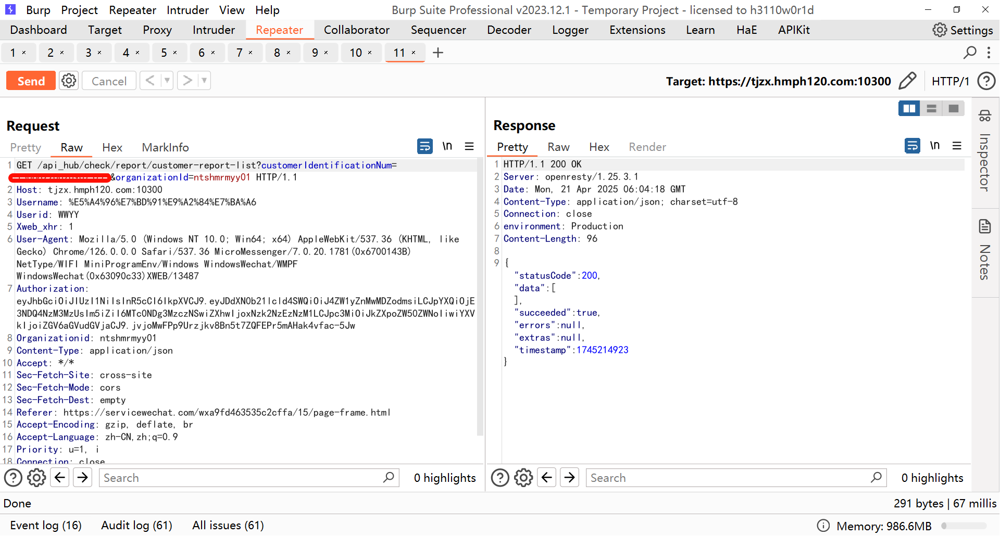 Burp Project Repeater Intruder View Help
Burp Suite Professional v2023.12.1 - Temporary Project - licensed to h3110w0r1d
Dashboard Target Proxy Intruder Repeater Collaborator Sequencer Decoder Logger Extensions Learn HaE APIKit Settings
1 × 2 × 3 × 4 × 5 × 6 × 7 × 8 × 9 × 10 × 11 × +
Send Cancel < > Target: https://tjzx.hmph120.com:10300 HTTP/1
Request
Pretty Raw Hex MarkInfo \n
1 GET /api_hub/check/report/customer-report-list?customerIdentificationNum=
&organizationId=ntshmrmyy01 HTTP/1.1
2 Host: tjzx.hmph120.com:10300
3 Username: %E5%A4%96%E7%BD%91%E9%A2%84%E7%BA%A6
4 Userid: WWYY
5 Xweb_xhr: 1
6 User-Agent: Mozilla/5.0 (Windows NT 10.0; Win64; x64) AppleWebKit/537.36 (KHTML, like
Gecko) Chrome/126.0.0.0 Safari/537.36 MicroMessenger/7.0.20.1781(0x6700143B)
NetType/WIFI MiniProgramEnv/Windows WindowsWechat/WMPF
WindowsWechat(0x63090c33)XWEB/13487
7 Authorization:
eyJhbGciOiJIUzI1NiIsInR5cCI6IkpXVCJ9.eyJDdXN0b21lcld4SWQiOiJ4ZW1yZnMwMDZodmsiLCJpYXQiOjE
3NDQ4NzM3MzUsIm5iZiI6MTc0NDg3MzczNSwiZXhwIjoxNzk2NzEzNzM1LCJpc3MiOiJkZXpoZW50ZWNoIiwiYXV
kIjoiZGV6aGVudGVjaCJ9.jvjoMwFPp9Urzjkv8Bn5t7ZQFEPr5mAHak4vfac-5Jw
8 Organizationid: ntshmrmyy01
9 Content-Type: application/json
10 Accept: */*
11 Sec-Fetch-Site: cross-site
12 Sec-Fetch-Mode: cors
13 Sec-Fetch-Dest: empty
14 Referer: https://servicewechat.com/wxa9fd463535c2cffa/15/page-frame.html
15 Accept-Encoding: gzip, deflate, br
16 Accept-Language: zh-CN,zh;q=0.9
17 Priority: u=1, i
18 Connection: close
Search 0 highlights
Response
Pretty Raw Hex Render \n
1 HTTP/1.1 200 OK
2 Server: openresty/1.25.3.1
3 Date: Mon, 21 Apr 2025 06:04:18 GMT
4 Content-Type: application/json; charset=utf-8
5 Connection: close
6 environment: Production
7 Content-Length: 96
8
9 {
"statusCode":200,
"data":[
],
"succeeded":true,
"errors":null,
"extras":null,
"timestamp":1745214923
}
Search 0 highlights
Inspector
Notes
Done 291 bytes | 67 millis
Event log (16) Audit log (61) All issues (61) Memory: 986.6MB